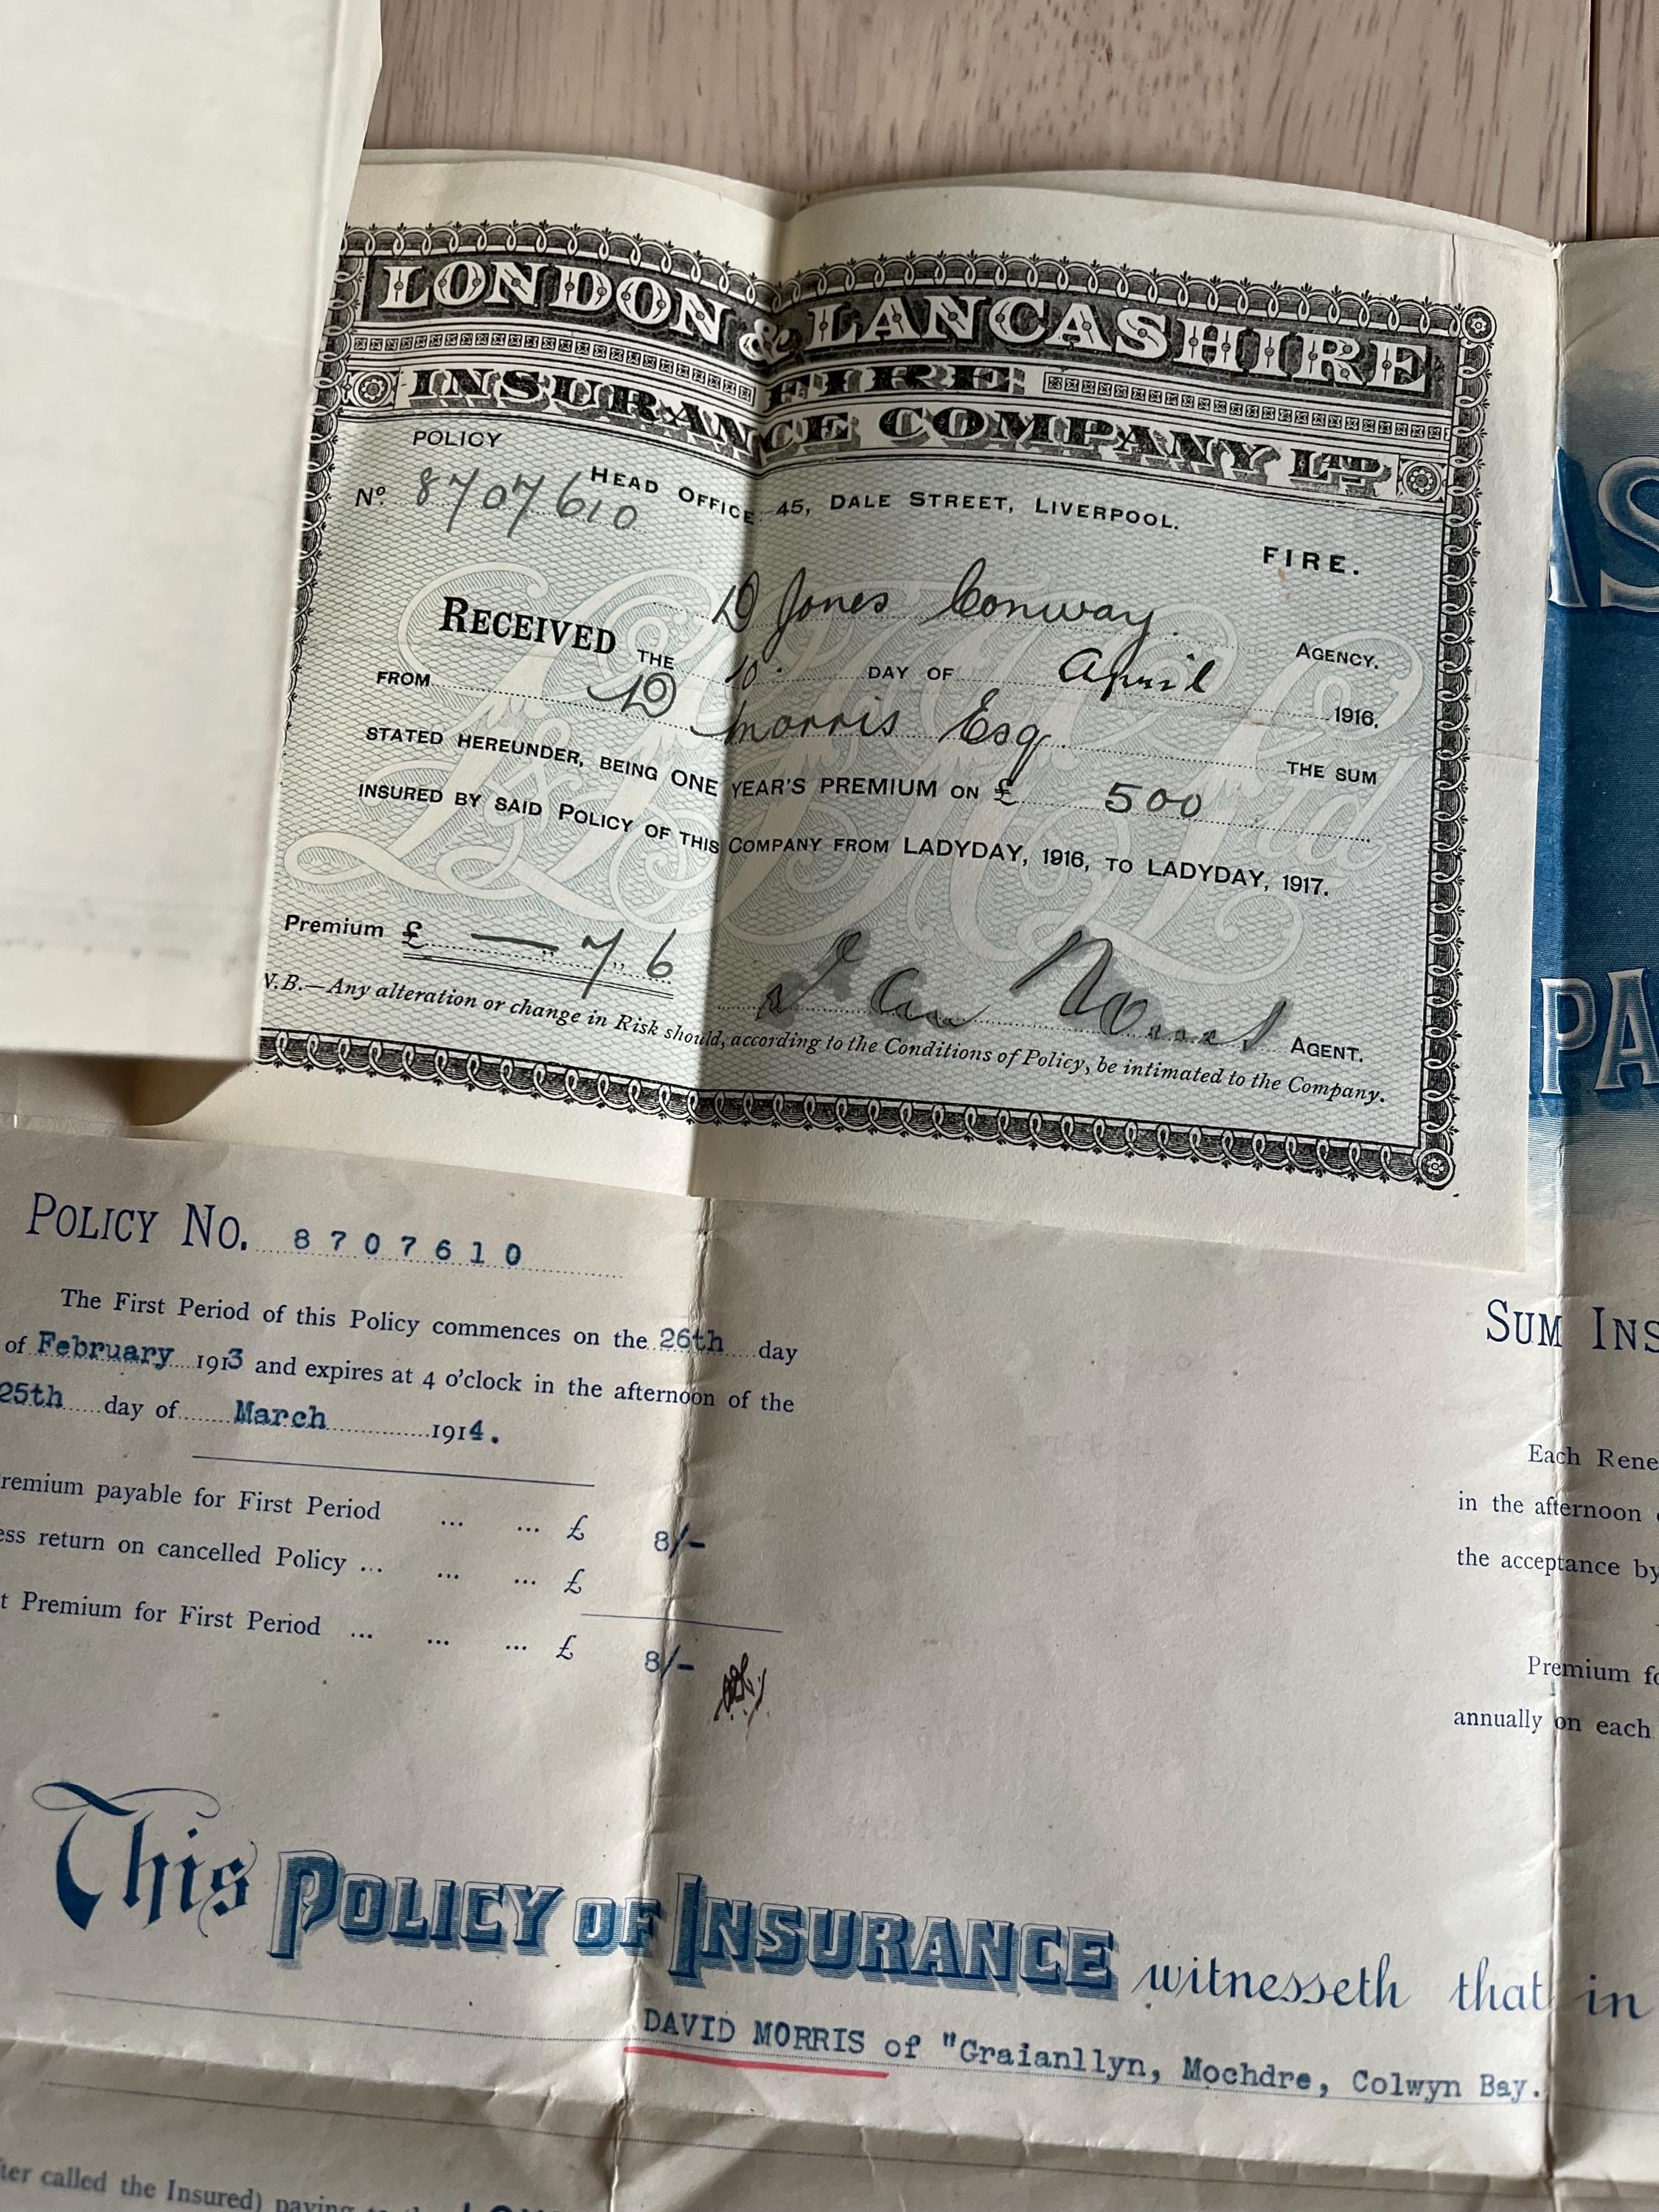 LONDON & LANCASHIRE
FIRE
INSURANCE COMPANY LTD
POLICY
No. 8707610
HEAD OFFICE 45, DALE STREET, LIVERPOOL.
FIRE.
D Jones Conway AGENCY.
RECEIVED THE 10. DAY OF April 1916.
FROM D Morris Esq THE SUM
STATED HEREUNDER, BEING ONE YEAR'S PREMIUM ON £ 500
INSURED BY SAID POLICY OF THIS COMPANY FROM LADYDAY, 1916, TO LADYDAY, 1917.
Premium £ — " 7 " 6
AGENT.
N.B.—Any alteration or change in Risk should, according to the Conditions of Policy, be intimated to the Company.
AS
PA
POLICY NO. 8707610
The First Period of this Policy commences on the 26th day
of February 1913 and expires at 4 o'clock in the afternoon of the
25th day of March 1914.
remium payable for First Period ... ... £ 8/-
ess return on cancelled Policy ... ... ... £
t Premium for First Period ... ... ... £ 8/-
SUM INS
Each Rene
in the afternoon
the acceptance by
Premium fo
annually on each
This POLICY OF INSURANCE witnesseth that in
DAVID MORRIS of "Graianllyn, Mochdre, Colwyn Bay.
fter called the Insured) paying to the